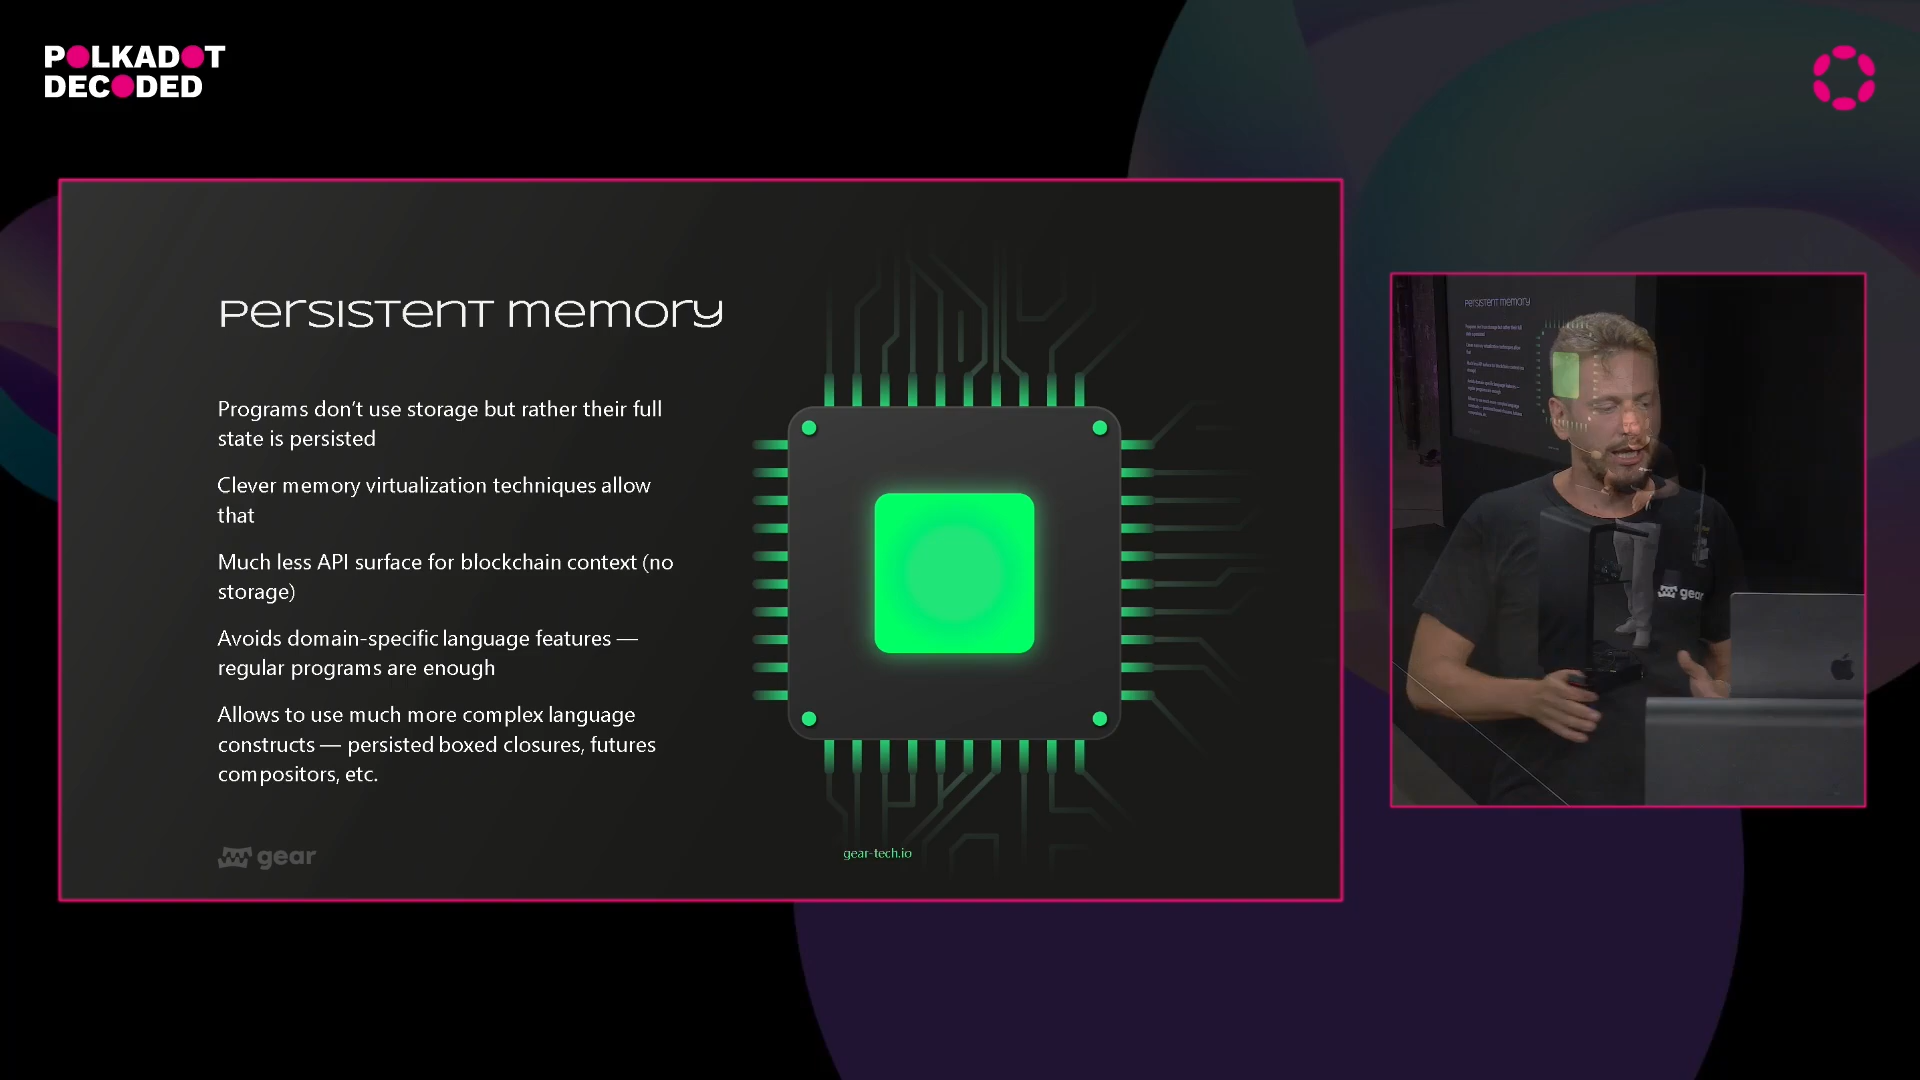 POLKADOT
DECODED
Persistent memory
Programs don’t use storage but rather their full
state is persisted
Clever memory virtualization techniques allow
that
Much less API surface for blockchain context (no
storage)
Avoids domain-specific language features —
regular programs are enough
Allows to use much more complex language
constructs — persisted boxed closures, futures
compositors, etc.
gear
gear-tech.io
Persistent memory
gear